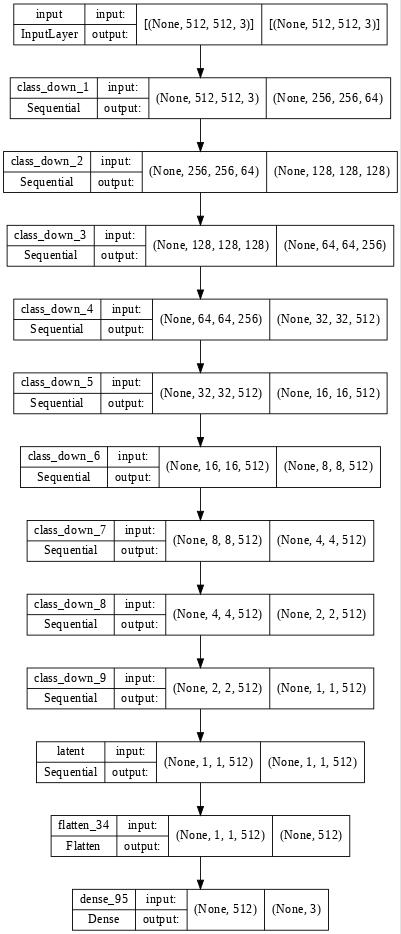 input input: [(None, 512, 512, 3)] [(None, 512, 512, 3)]
InputLayer output:
class_down_1 input: (None, 512, 512, 3) (None, 256, 256, 64)
Sequential output:
class_down_2 input: (None, 256, 256, 64) (None, 128, 128, 128)
Sequential output:
class_down_3 input: (None, 128, 128, 128) (None, 64, 64, 256)
Sequential output:
class_down_4 input: (None, 64, 64, 256) (None, 32, 32, 512)
Sequential output:
class_down_5 input: (None, 32, 32, 512) (None, 16, 16, 512)
Sequential output:
class_down_6 input: (None, 16, 16, 512) (None, 8, 8, 512)
Sequential output:
class_down_7 input: (None, 8, 8, 512) (None, 4, 4, 512)
Sequential output:
class_down_8 input: (None, 4, 4, 512) (None, 2, 2, 512)
Sequential output:
class_down_9 input: (None, 2, 2, 512) (None, 1, 1, 512)
Sequential output:
latent input: (None, 1, 1, 512) (None, 1, 1, 512)
Sequential output:
flatten_34 input: (None, 1, 1, 512) (None, 512)
Flatten output:
dense_95 input: (None, 512) (None, 3)
Dense output: